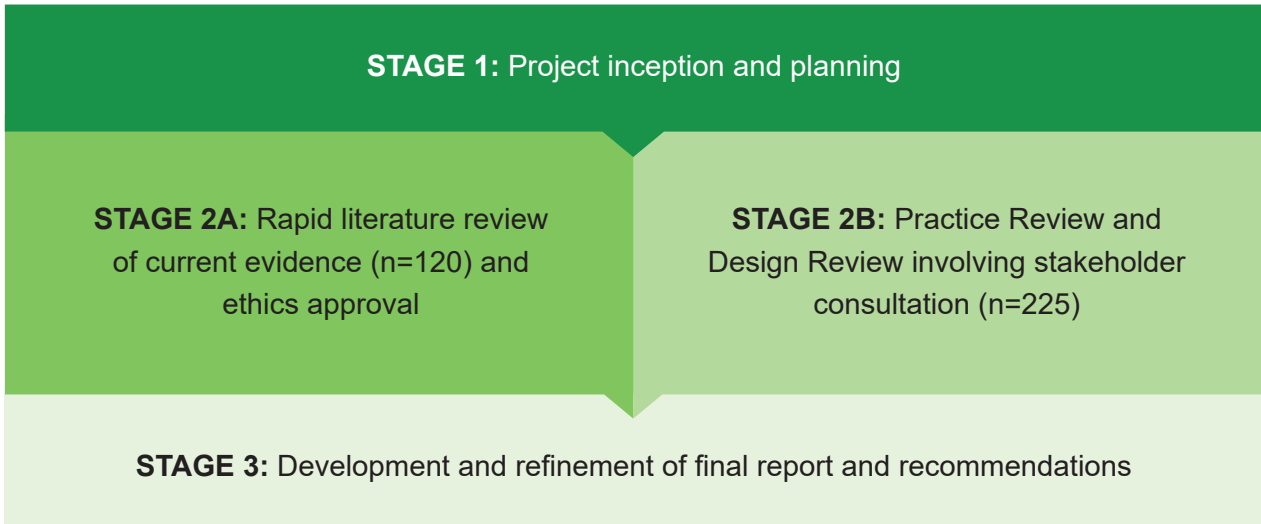 STAGE 1: Project inception and planning
STAGE 2A: Rapid literature review
of current evidence (n=120) and
ethics approval
STAGE 2B: Practice Review and
Design Review involving stakeholder
consultation (n=225)
STAGE 3: Development and refinement of final report and recommendations